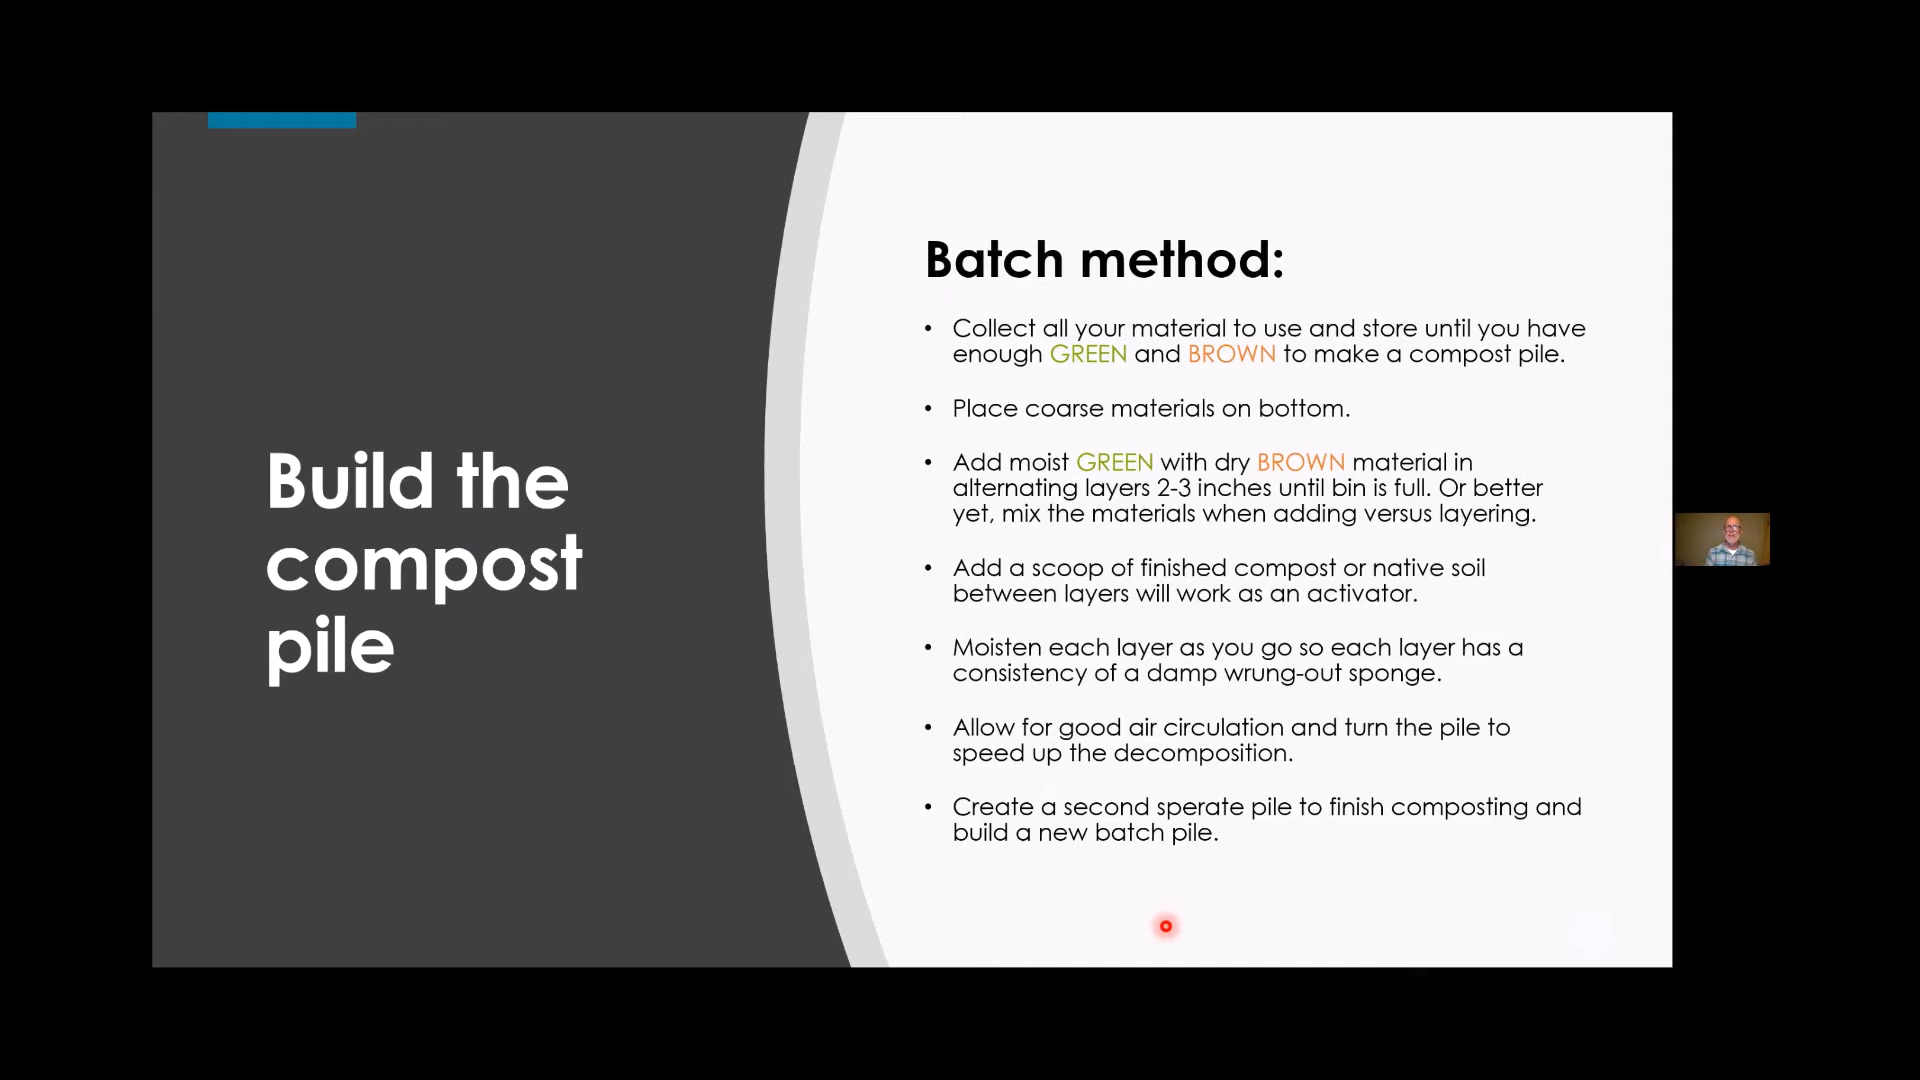 Build the
compost
pile
Batch method:
• Collect all your material to use and store until you have
enough GREEN and BROWN to make a compost pile.
• Place coarse materials on bottom.
• Add moist GREEN with dry BROWN material in
alternating layers 2-3 inches until bin is full. Or better
yet, mix the materials when adding versus layering.
• Add a scoop of finished compost or native soil
between layers will work as an activator.
• Moisten each layer as you go so each layer has a
consistency of a damp wrung-out sponge.
• Allow for good air circulation and turn the pile to
speed up the decomposition.
• Create a second sperate pile to finish composting and
build a new batch pile.